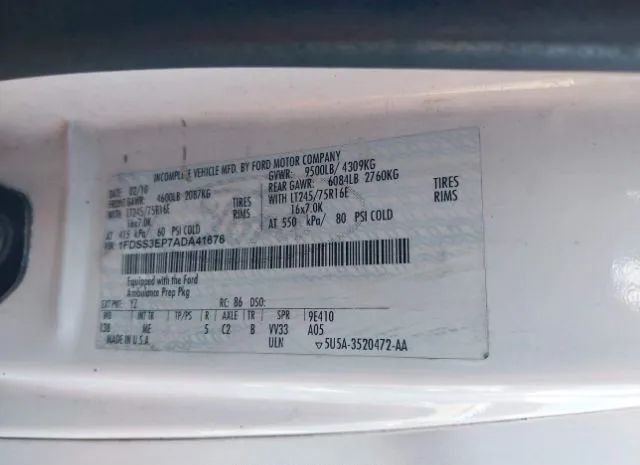 INCOMPLETE VEHICLE MFD. BY FORD MOTOR COMPANY
02/10 GVWR: 9500LB/ 4309KG
FRONT GAWR: 4600LB 2087KG REAR GAWR: 6084LB 2760KG
WITH LT245/75R16E TIRES WITH LT245/75R16E TIRES
16x7.0K RIMS 16x7.0K RIMS
AT 415 kPa/ 60 PSI COLD AT 550 kPa/ 80 PSI COLD
VIN: 1FDSS3EP7ADA41676
Equipped with the Ford
Ambulance Prep Pkg
EXT PNT: YZ RC: 86 DSO:
WB INT TR TP/PS R AXLE TR SPR 9E410
138 ME 5 C2 B VV33 A05
MADE IN U.S.A. ULN ▽5U5A-3520472-AA